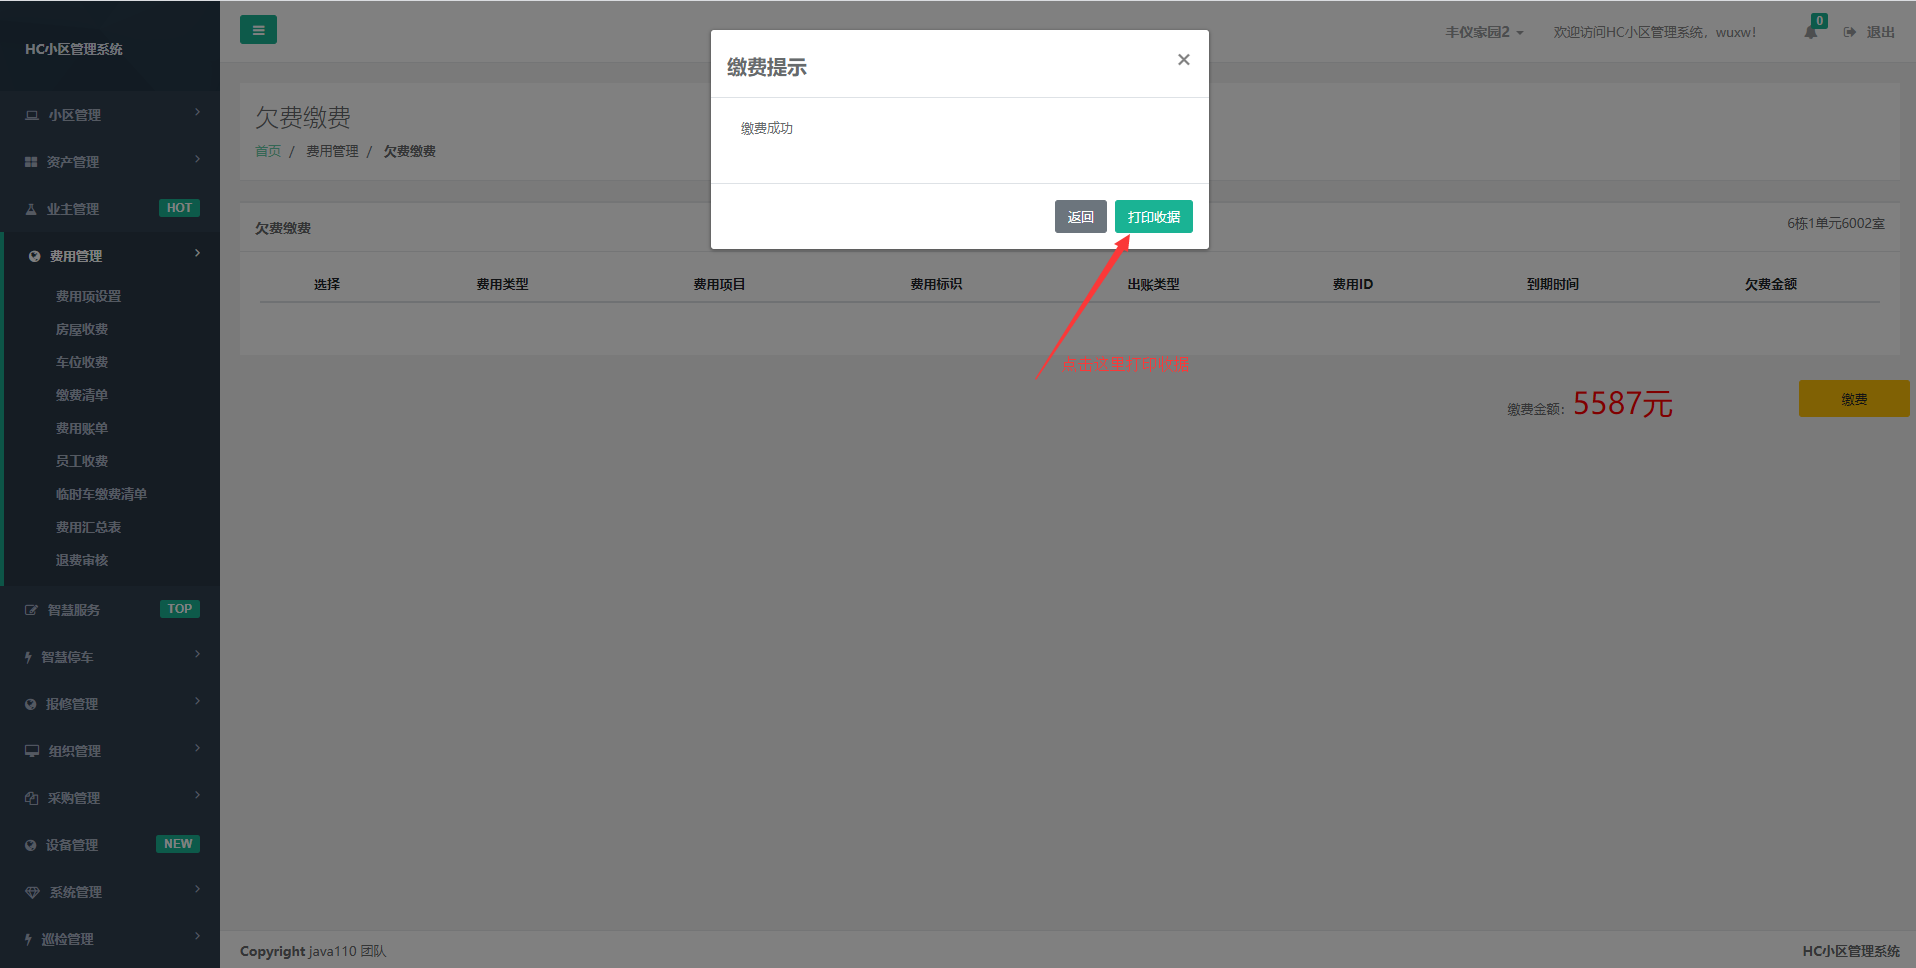 HC小区管理系统
丰仪家园2
欢迎访问HC小区管理系统，wuxw!
0
退出
小区管理
资产管理
业主管理
HOT
费用管理
费用项设置
房屋收费
车位收费
缴费清单
费用账单
员工收费
临时车缴费清单
费用汇总表
退费审核
智慧服务
TOP
智慧停车
报修管理
组织管理
采购管理
设备管理
NEW
系统管理
巡检管理
缴费提示
×
缴费成功
返回
打印收据
欠费缴费
首页 / 费用管理 / 欠费缴费
欠费缴费
6栋1单元6002室
选择 费用类型 费用项目 费用标识 出账类型 费用ID 到期时间 欠费金额
点击这里打印收据
缴费金额：5587元
缴费
Copyright java110 团队
HC小区管理系统